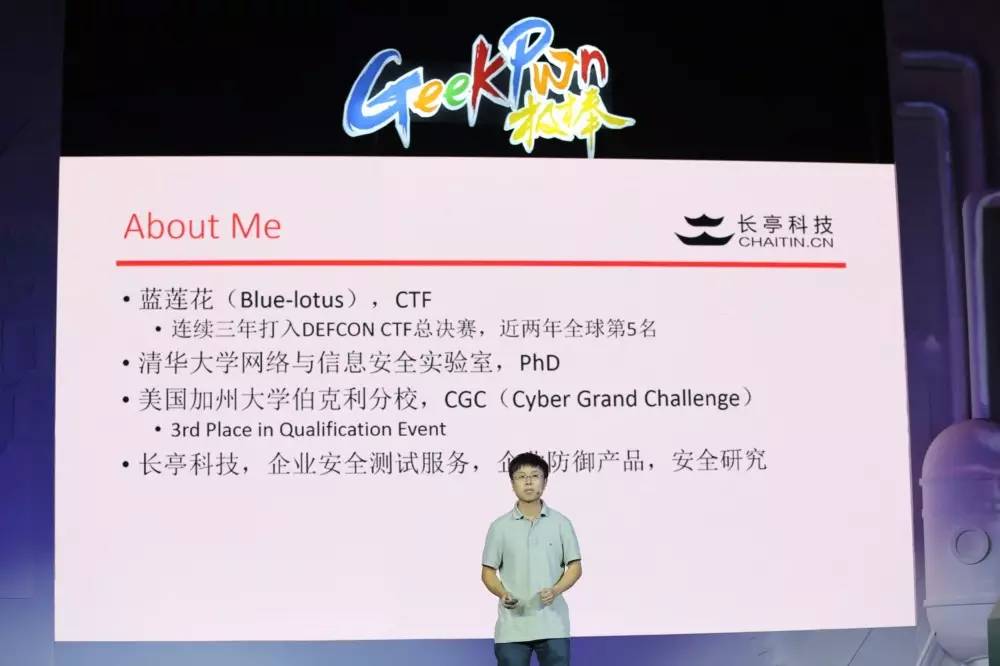 GeekPwn
极棒
About Me
长亭科技
CHAITIN.CN
• 蓝莲花（Blue-lotus），CTF
• 连续三年打入DEFCON CTF总决赛，近两年全球第5名
• 清华大学网络与信息安全实验室，PhD
• 美国加州大学伯克利分校，CGC（Cyber Grand Challenge）
• 3rd Place in Qualification Event
• 长亭科技，企业安全测试服务，企业防御产品，安全研究